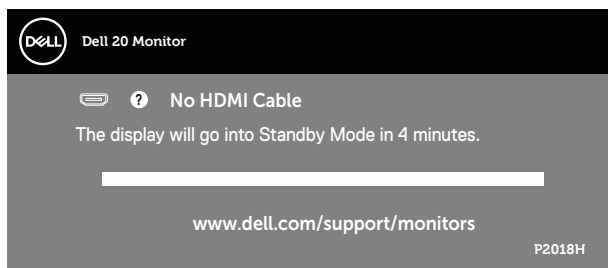 DELL
Dell 20 Monitor
? No HDMI Cable
The display will go into Standby Mode in 4 minutes.
www.dell.com/support/monitors
P2018H